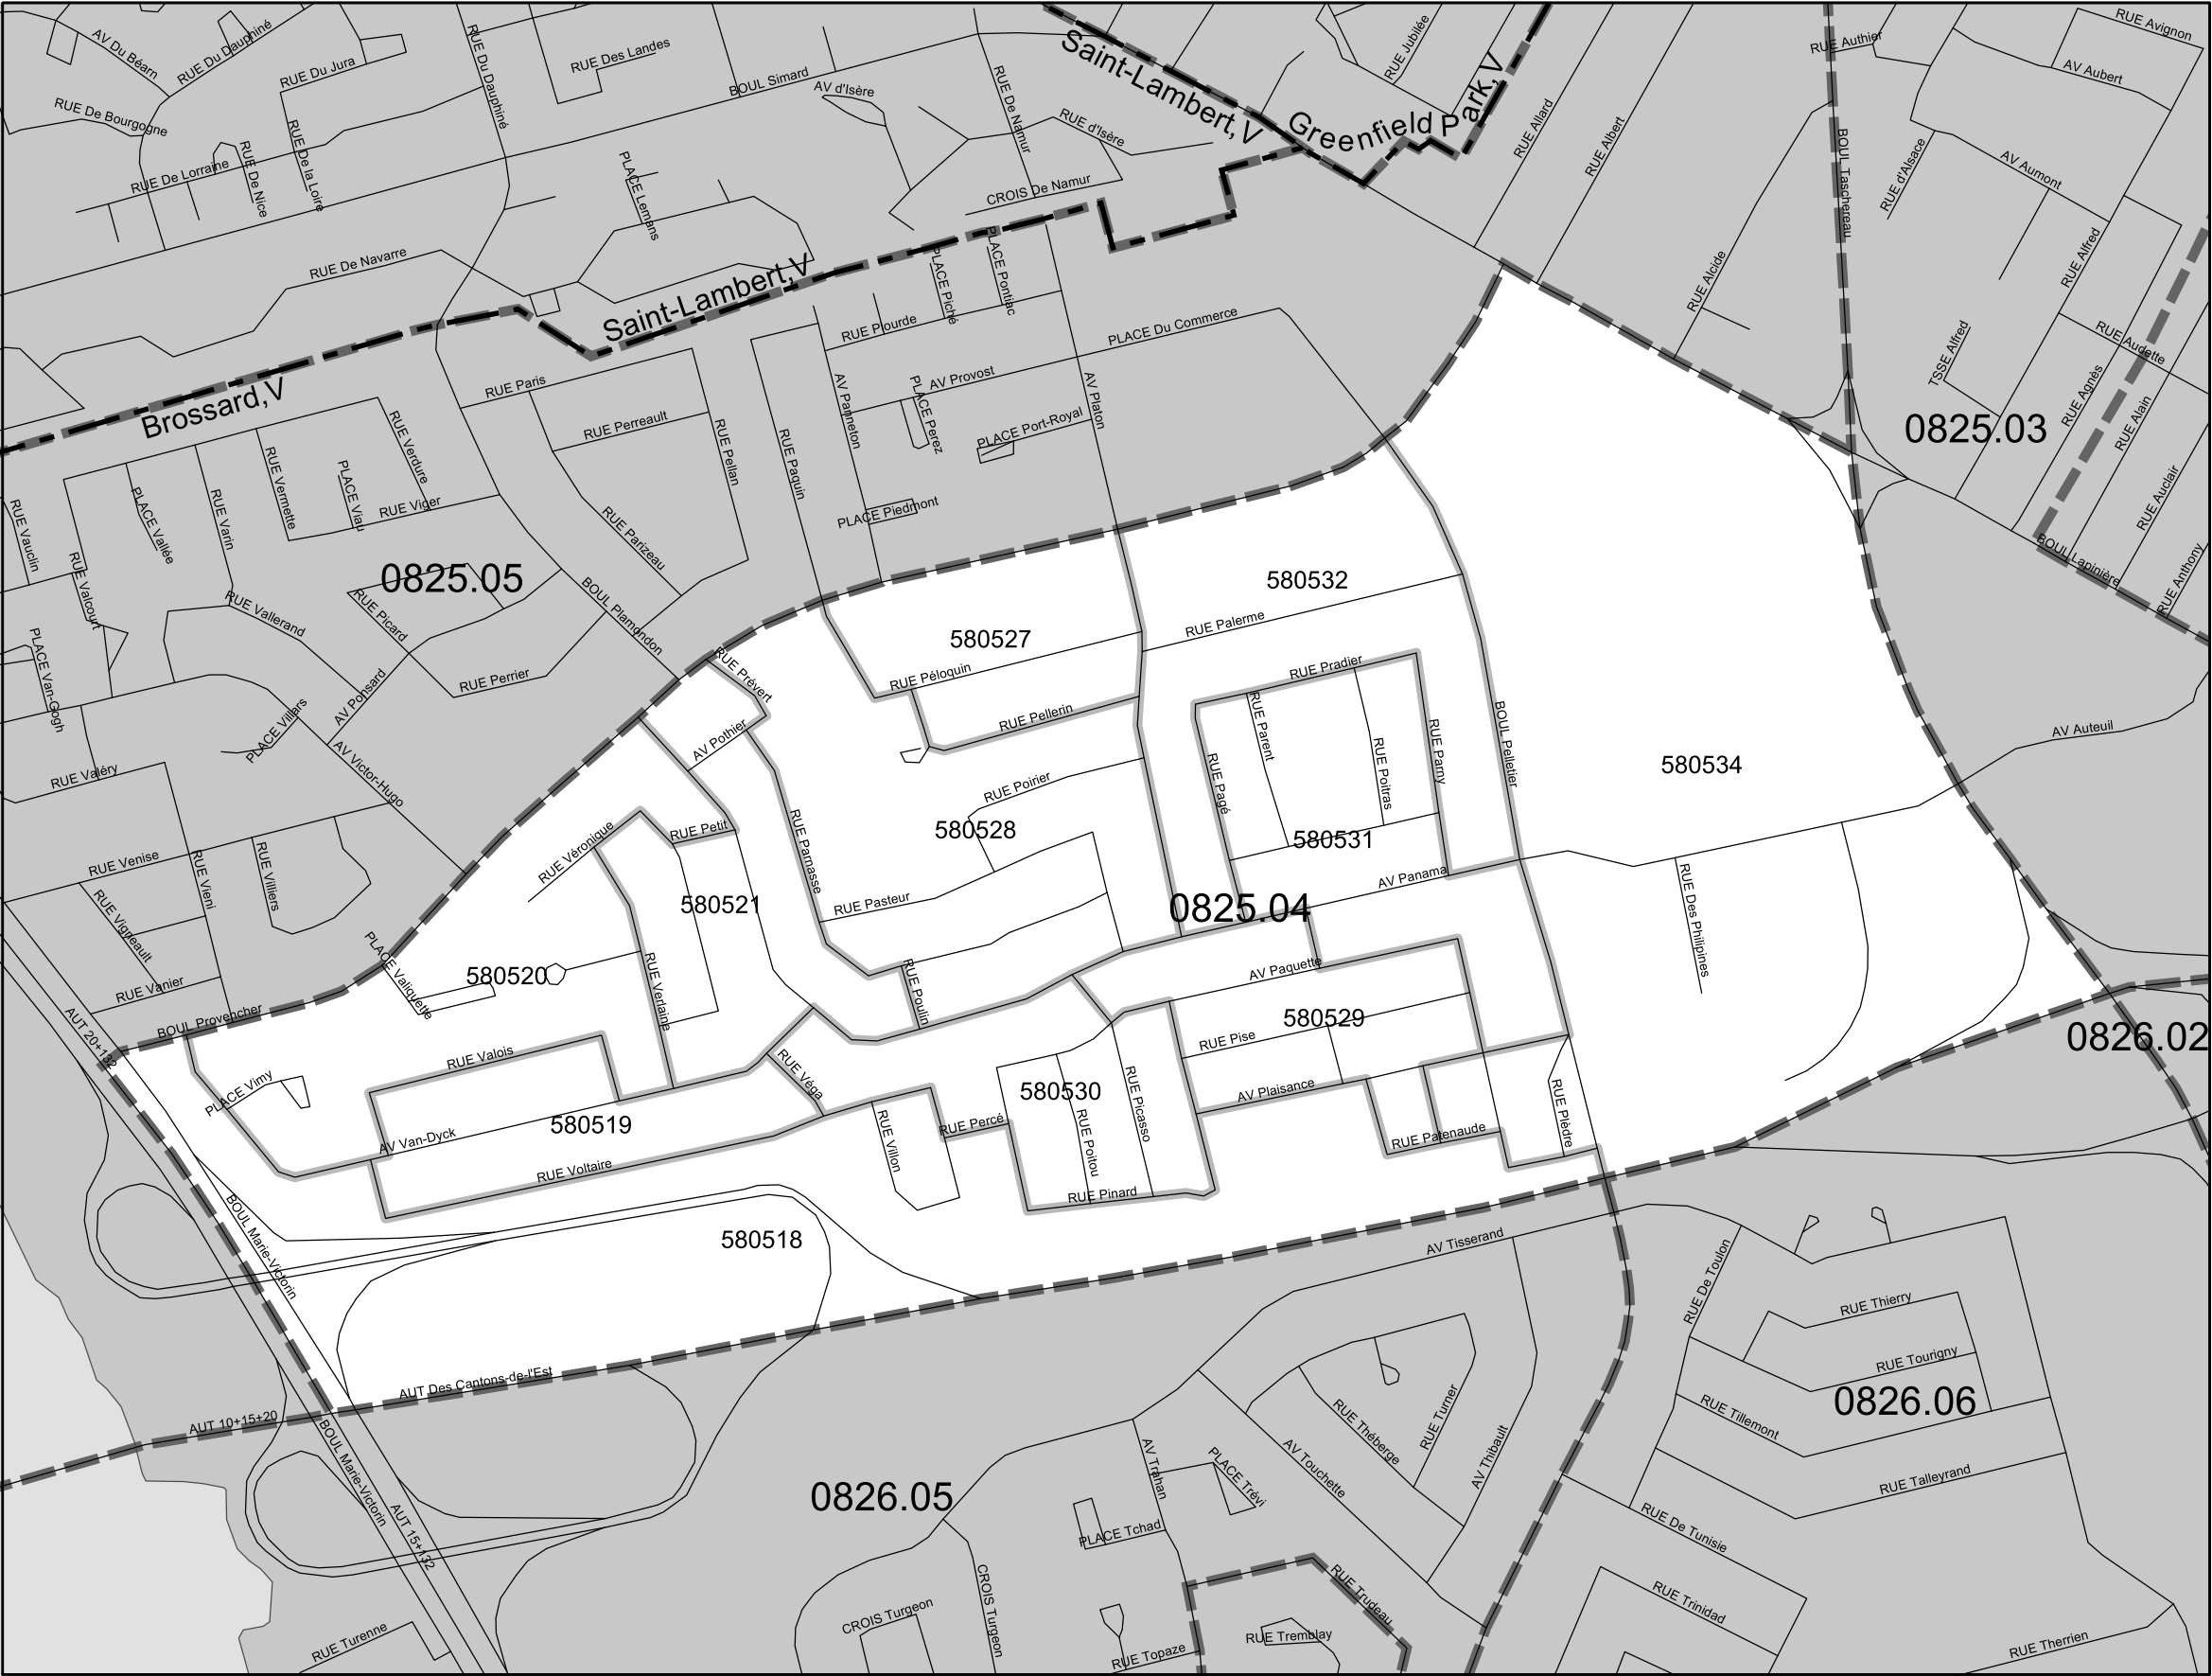 AV Du Béarn
RUE Du Dauphiné
RUE Du Jura
RUE De Bourgogne
RUE De Lorraine
RUE De Nice
RUE De la Loire
RUE Du Dauphiné
RUE Des Landes
BOUL Simard
AV d'Isère
RUE De Namur
RUE d'Isère
CROIS De Namur
PLACE Lemans
RUE De Navarre
Saint-Lambert,V
Greenfield Park,V
RUE Jubilée
RUE Allard
RUE Albert
RUE Authier
RUE Avignon
AV Aubert
BOUL Taschereau
RUE d'Alsace
AV Aumont
RUE Alfred
RUE Alcide
TSSE Alfred
RUE Audette
RUE Agnès
RUE Alain
RUE Auclair
RUE Anthony
BOUL Lapinière
0825.03
Saint-Lambert,V
Brossard,V
PLACE Piché
PLACE Pontiac
RUE Plourde
PLACE Du Commerce
AV Provost
AV Panneton
PLACE Perez
PLACE Port-Royal
AV Platon
PLACE Piedmont
RUE Paquin
RUE Pellan
RUE Paris
RUE Perreault
RUE Parizeau
RUE Verdure
RUE Vermette
PLACE Viau
RUE Viger
RUE Varin
PLACE Vallée
RUE Vauclin
RUE Valcourt
0825.05
RUE Vallerand
RUE Picard
BOUL Plamondon
RUE Perrier
AV Ponsard
PLACE Van-Gogh
PLACE Villars
AV Victor-Hugo
RUE Valéry
RUE Venise
RUE Vieni
RUE Villiers
RUE Vigneault
RUE Vanier
BOUL Provencher
AUT 20+132
580532
580527
RUE Palerme
RUE Péloquin
RUE Pellerin
RUE Prévert
AV Pothier
RUE Pradier
RUE Parent
RUE Poitras
RUE Parny
RUE Pagé
BOUL Pelletier
580534
AV Auteuil
RUE Poirier
580528
580531
RUE Parnasse
RUE Petit
RUE Véronique
RUE Pasteur
580521
AV Panama
0825.04
RUE Des Philipines
PLACE Valiquette
580520
RUE Verlaine
RUE Poulin
AV Paquette
580529
RUE Pise
AV Plaisance
RUE Patenaude
RUE Plèdre
0826.02
RUE Valois
PLACE Vimy
RUE Véga
580519
AV Van-Dyck
RUE Voltaire
RUE Villon
RUE Percé
580530
RUE Poitou
RUE Picasso
RUE Pinard
580518
BOUL Marie-Victorin
AUT Des Cantons-de-l'Est
AUT 10+15+20
BOUL Marie-Victorin
AUT 15+132
0826.05
AV Tisserand
RUE De Toulon
RUE Thierry
RUE Tourigny
0826.06
RUE Tillemont
RUE Talleyrand
RUE De Tunisie
RUE Trinidad
RUE Therrien
RUE Turner
RUE Théberge
AV Thibault
AV Touchette
AV Trahan
PLACE Trévi
PLACE Tchad
CROIS Turgeon
CROIS Turgeon
RUE Trudeau
RUE Tremblay
RUE Topaze
RUE Turenne